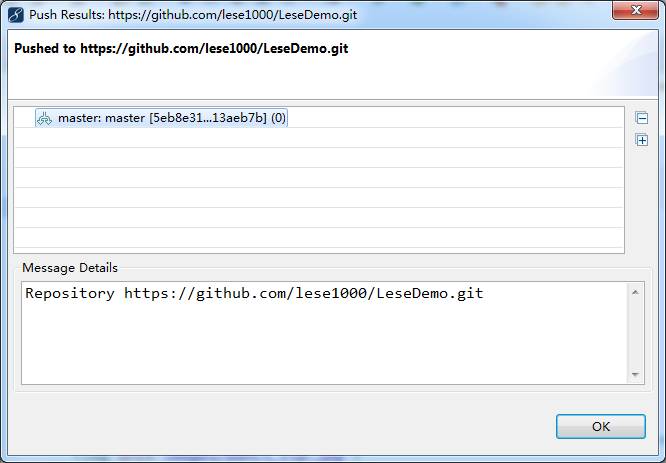 Push Results: https://github.com/lese1000/LeseDemo.git
Pushed to https://github.com/lese1000/LeseDemo.git
master: master [5eb8e31...13aeb7b] (0)
Message Details
Repository https://github.com/lese1000/LeseDemo.git
OK